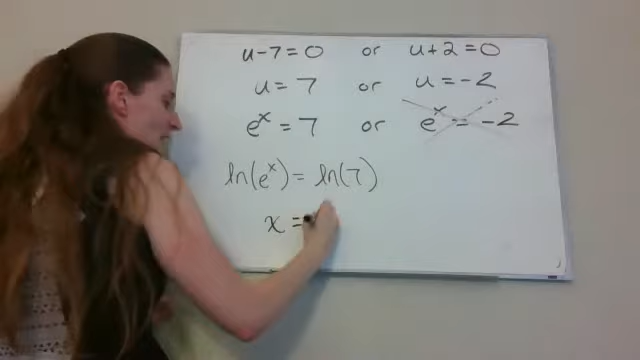 u-7=0 or u+2=0
u=7 or u=-2
e^x=7 or e^x=-2
ln(e^x)=ln(7)
x=